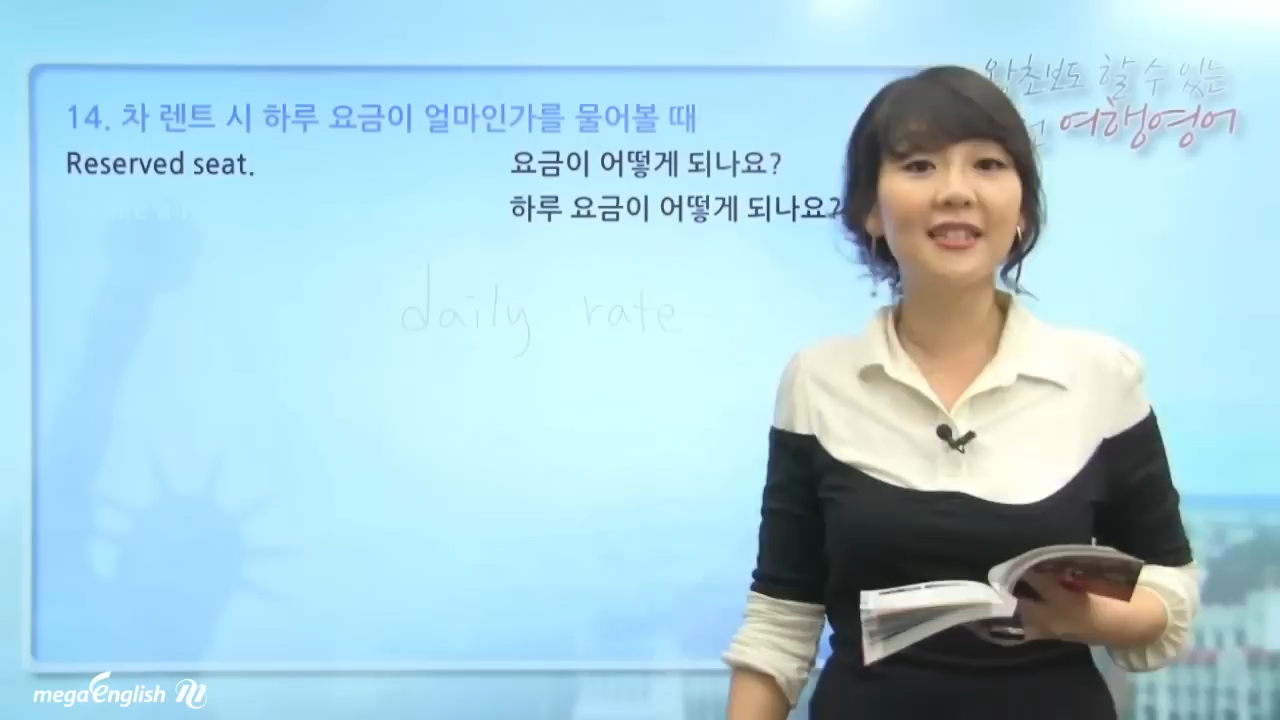 14. 차 렌트 시 하루 요금이 얼마인가를 물어볼 때
Reserved seat.
요금이 어떻게 되나요?
하루 요금이 어떻게 되나요?
daily rate
왕초보도 할 수 있는
여행영어
megaEnglish